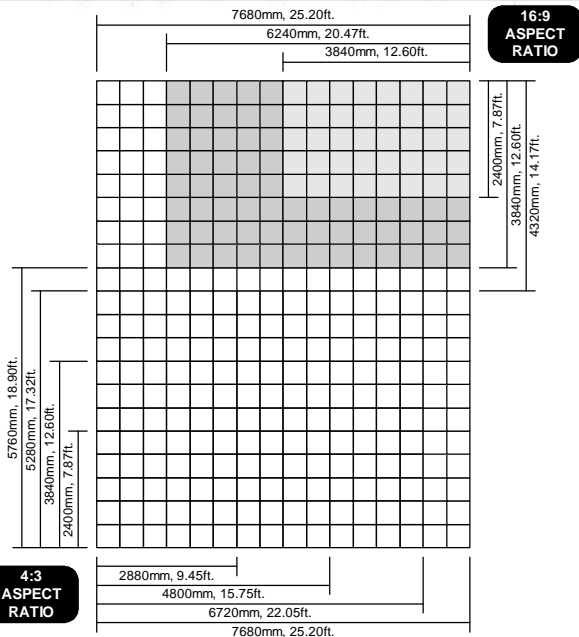 7680mm, 25.20ft.
6240mm, 20.47ft.
3840mm, 12.60ft.
16:9
ASPECT
RATIO
2400mm, 7.87ft.
3840mm, 12.60ft.
4320mm, 14.17ft.
5760mm, 18.90ft.
5280mm, 17.32ft.
3840mm, 12.60ft.
2400mm, 7.87ft.
4:3
ASPECT
RATIO
2880mm, 9.45ft.
4800mm, 15.75ft.
6720mm, 22.05ft.
7680mm, 25.20ft.